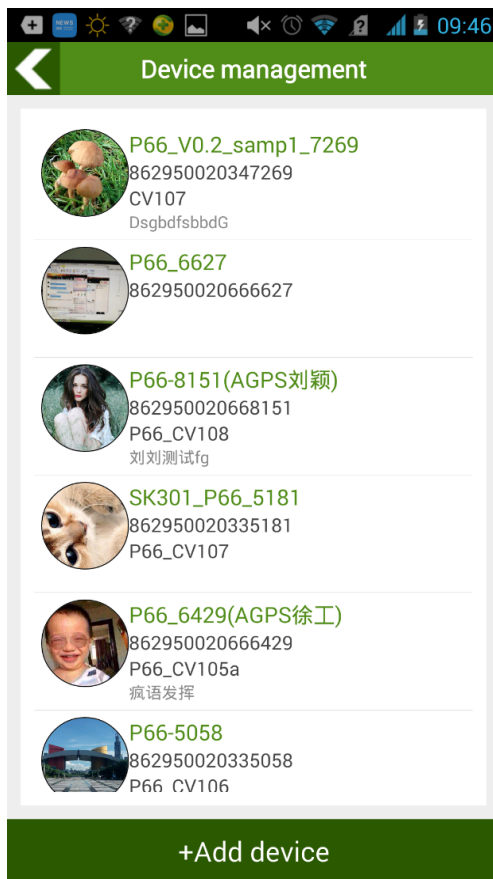 NEWS
09:46
Device management
P66_V0.2_samp1_7269
862950020347269
CV107
DsgbdfsbbdG
P66_6627
862950020666627
P66-8151(AGPS刘颖)
862950020668151
P66_CV108
刘刘测试fg
SK301_P66_5181
862950020335181
P66_CV107
P66_6429(AGPS徐工)
862950020666429
P66_CV105a
疯语发挥
P66-5058
862950020335058
P66_CV106
+Add device